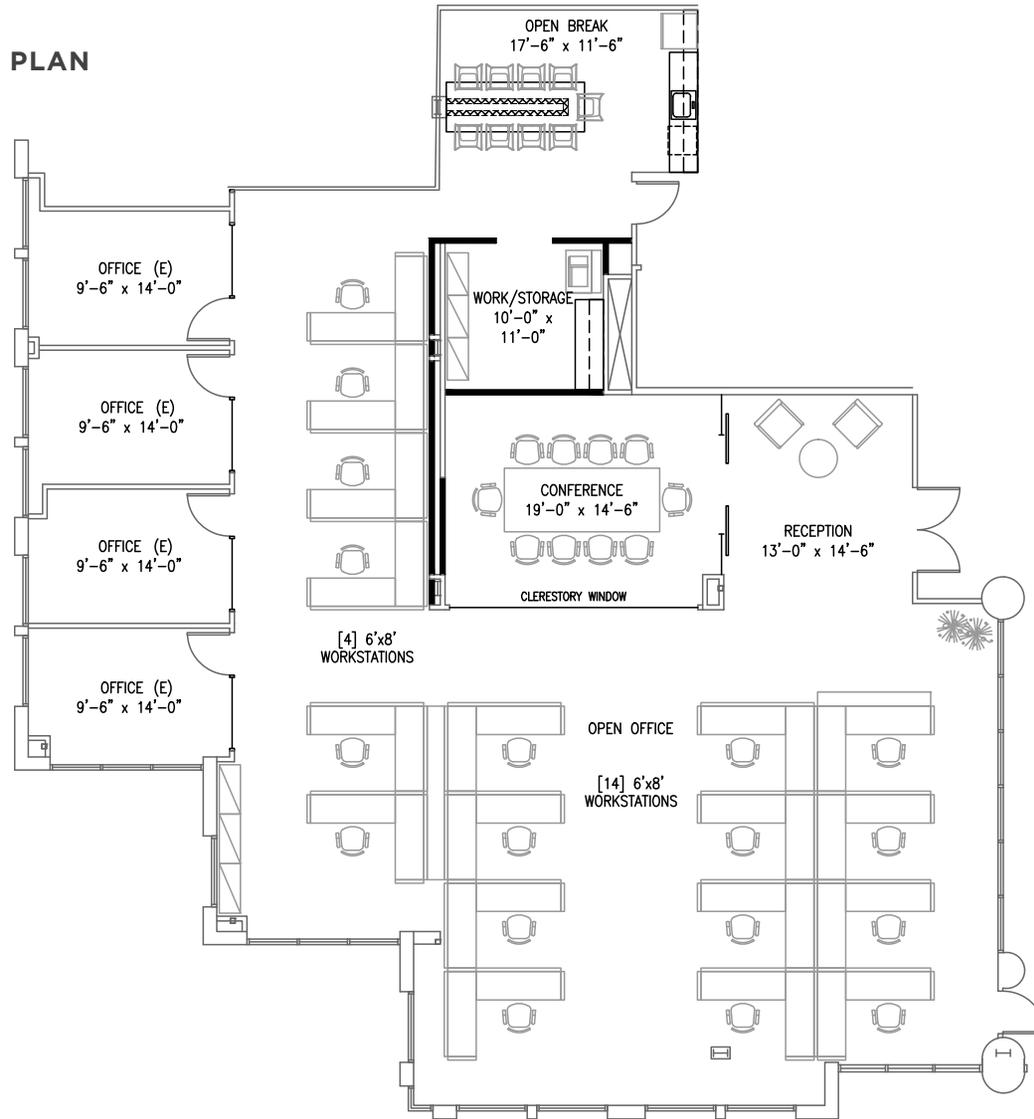 PLAN
OPEN BREAK
17'-6" x 11'-6"
OFFICE (E)
9'-6" x 14'-0"
WORK/STORAGE
10'-0" x
11'-0"
OFFICE (E)
9'-6" x 14'-0"
CONFERENCE
19'-0" x 14'-6"
RECEPTION
13'-0" x 14'-6"
OFFICE (E)
9'-6" x 14'-0"
CLERESTORY WINDOW
[4] 6'x8'
WORKSTATIONS
OFFICE (E)
9'-6" x 14'-0"
OPEN OFFICE
[14] 6'x8'
WORKSTATIONS